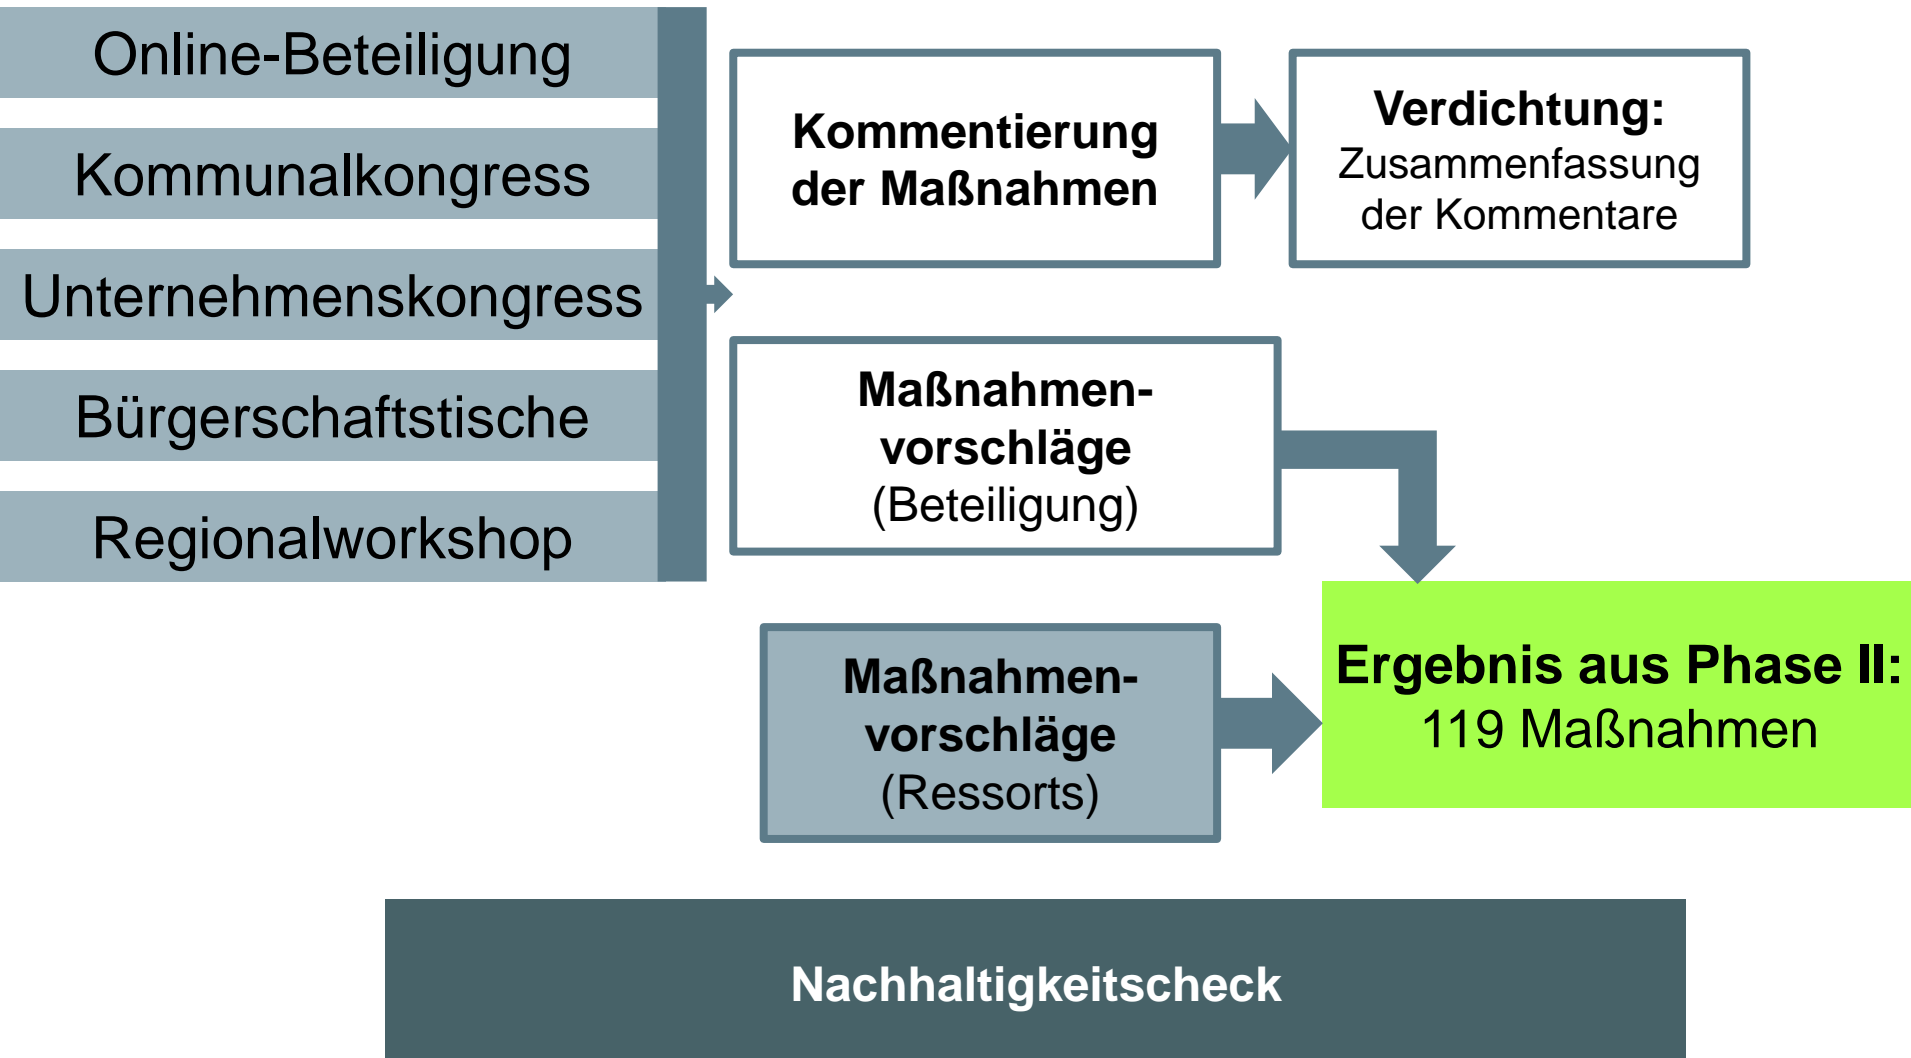 Online-Beteiligung
Kommunalkongress
Unternehmenskongress
Bürgerschaftstische
Regionalworkshop
Kommentierung
der Maßnahmen
Verdichtung:
Zusammenfassung
der Kommentare
Maßnahmen-
vorschläge
(Beteiligung)
Maßnahmen-
vorschläge
(Ressorts)
Ergebnis aus Phase II:
119 Maßnahmen
Nachhaltigkeitscheck